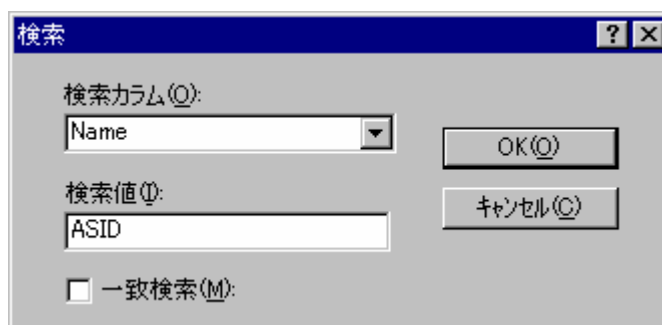 検索
検索カラム(O):
Name
OK(O)
検索値(I):
ASID
キャンセル(C)
一致検索(M):